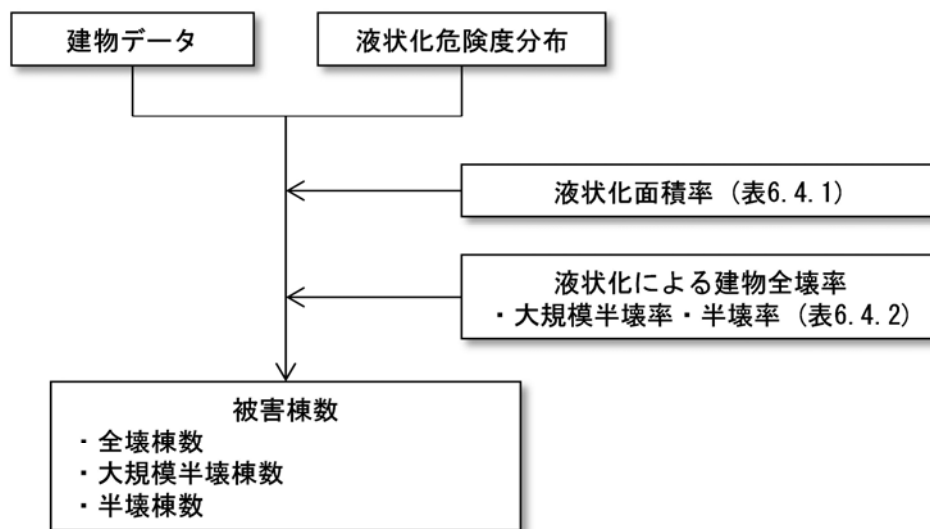 建物データ
液状化危険度分布
液状化面積率 (表6.4.1)
液状化による建物全壊率
・大規模半壊率・半壊率 (表6.4.2)
被害棟数
・全壊棟数
・大規模半壊棟数
・半壊棟数